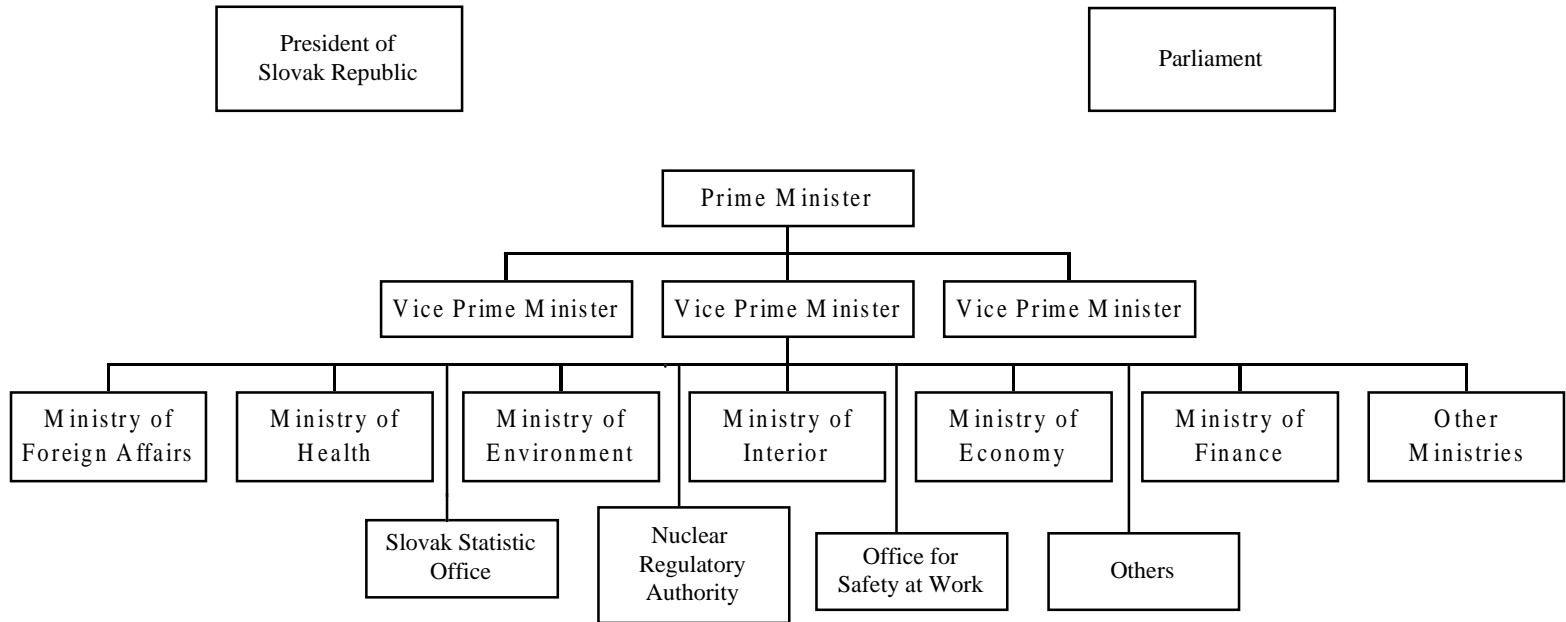 President of
Slovak Republic
Parliament
Prime Minister
Vice Prime Minister
Vice Prime Minister
Vice Prime Minister
Ministry of
Foreign Affairs
Ministry of
Health
Ministry of
Environment
Ministry of
Interior
Ministry of
Economy
Ministry of
Finance
Other
Ministries
Slovak Statistic
Office
Nuclear
Regulatory
Authority
Office for
Safety at Work
Others